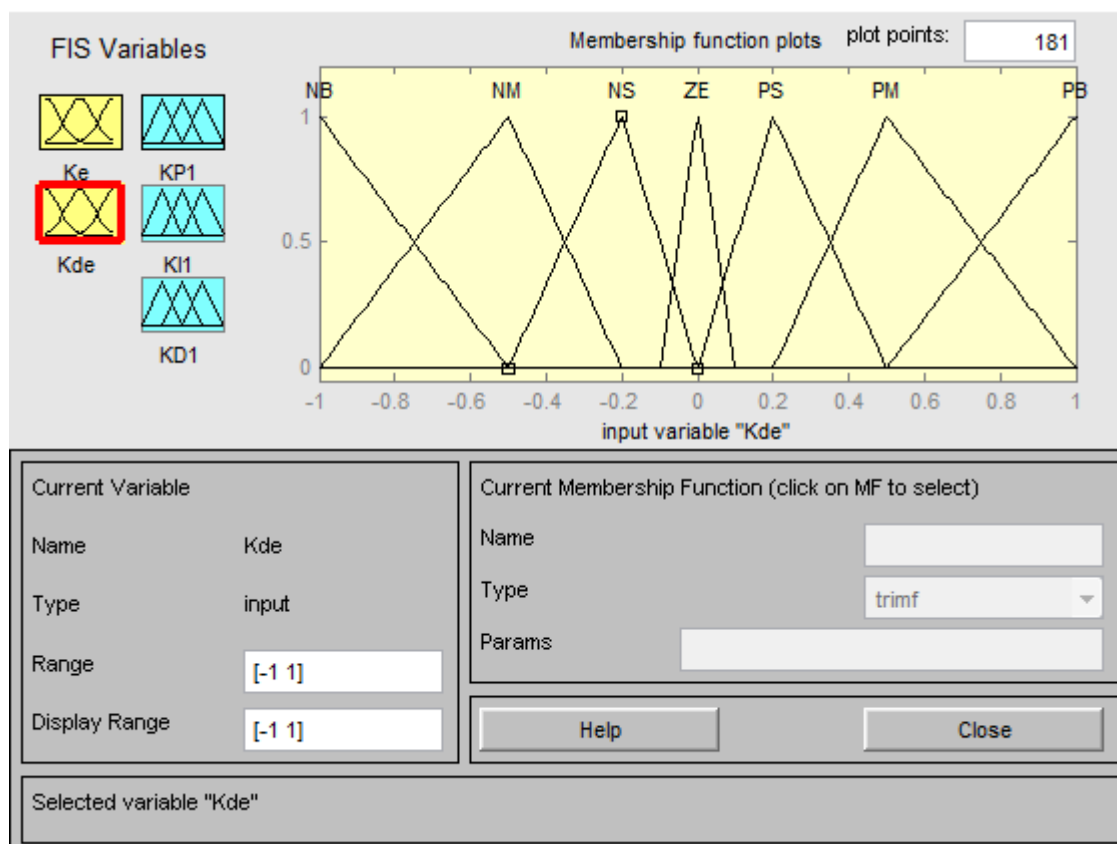 FIS Variables
Membership function plots
plot points:
181
Ke
KP1
Kde
KI1
KD1
NB NM NS ZE PS PM PB
1
0.5
0
-1 -0.8 -0.6 -0.4 -0.2 0 0.2 0.4 0.6 0.8 1
input variable "Kde"
Current Variable
Name Kde
Type input
Range [-1 1]
Display Range [-1 1]
Current Membership Function (click on MF to select)
Name
Type trimf
Params
Help
Close
Selected variable "Kde"